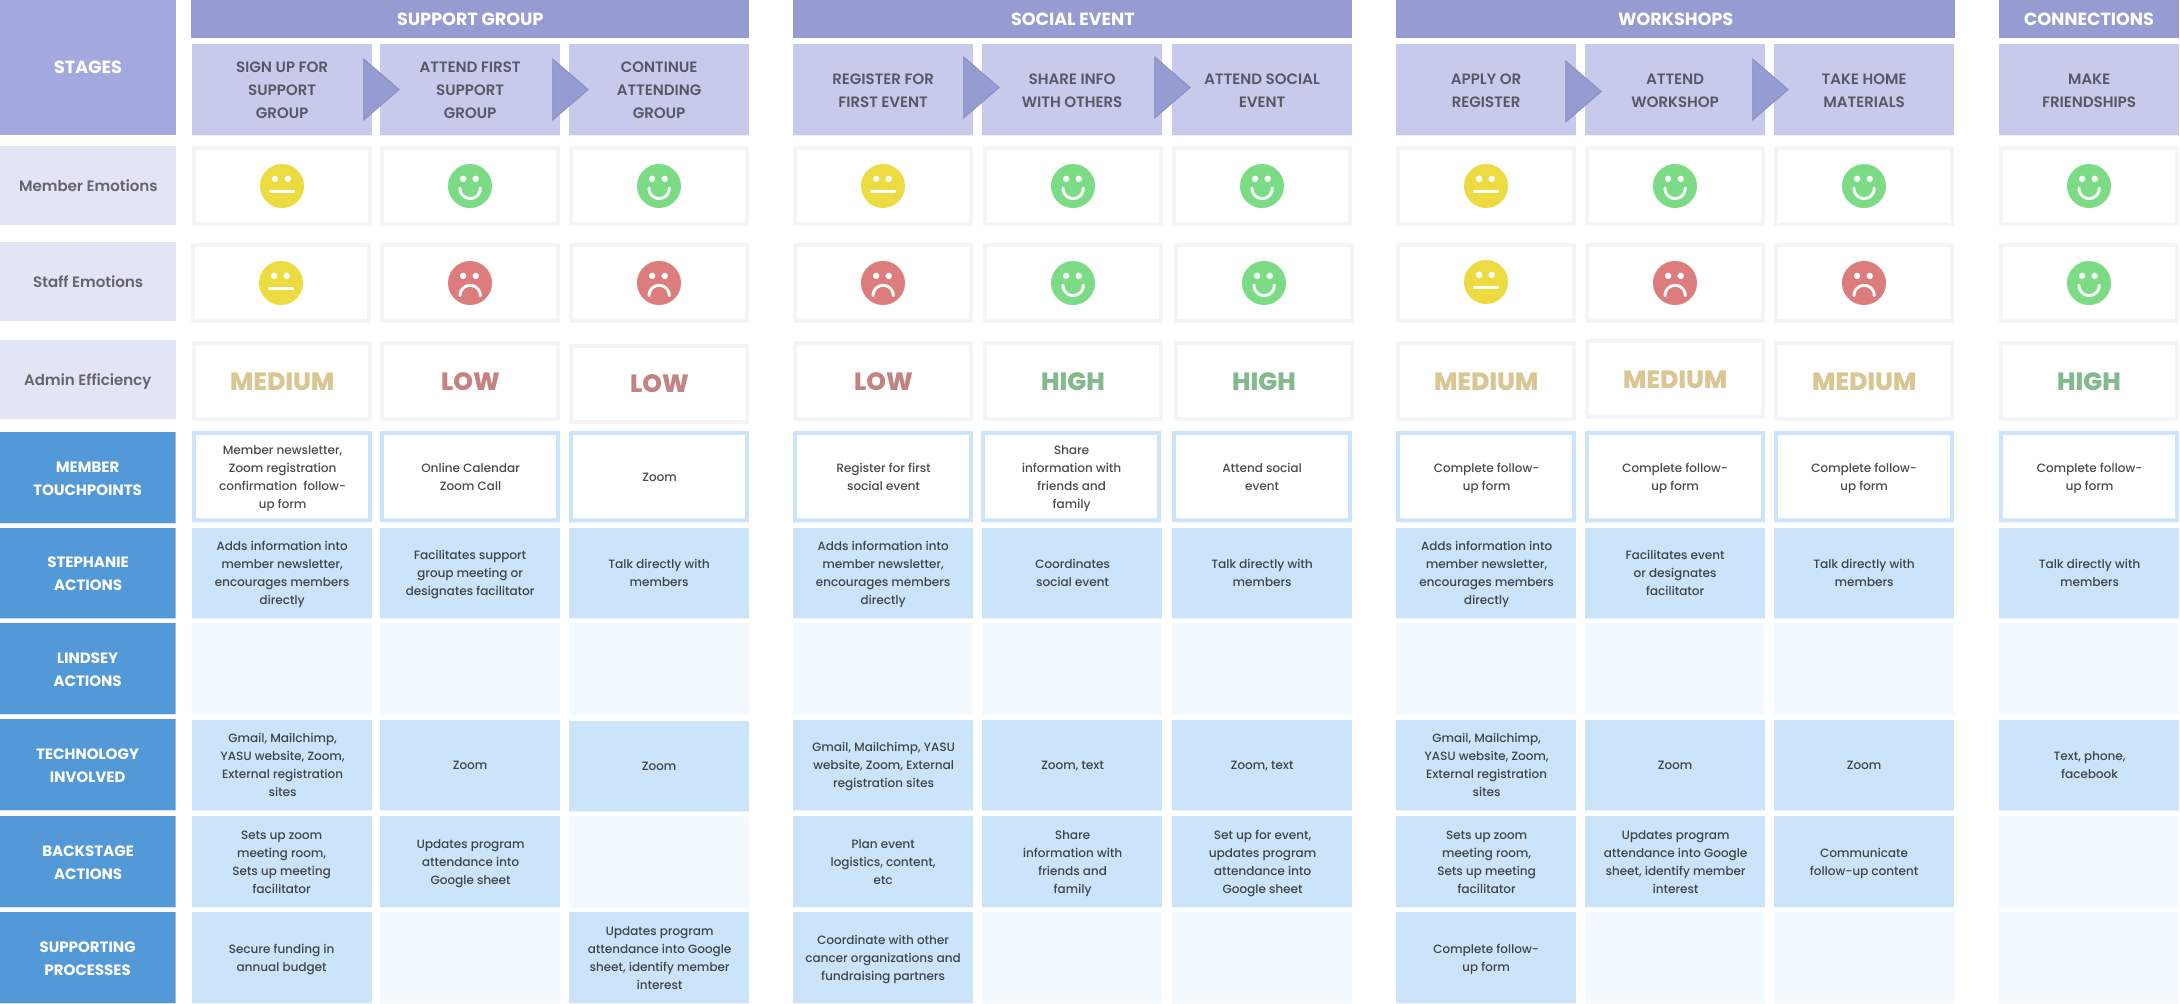 STAGES
SUPPORT GROUP
SOCIAL EVENT
WORKSHOPS
CONNECTIONS
SIGN UP FOR
SUPPORT
GROUP
ATTEND FIRST
SUPPORT
GROUP
CONTINUE
ATTENDING
GROUP
REGISTER FOR
FIRST EVENT
SHARE INFO
WITH OTHERS
ATTEND SOCIAL
EVENT
APPLY OR
REGISTER
ATTEND
WORKSHOP
TAKE HOME
MATERIALS
MAKE
FRIENDSHIPS
Member Emotions
Staff Emotions
Admin Efficiency
MEDIUM
LOW
LOW
LOW
HIGH
HIGH
MEDIUM
MEDIUM
MEDIUM
HIGH
MEMBER
TOUCHPOINTS
Member newsletter,
Zoom registration
confirmation follow-
up form
Online Calendar
Zoom Call
Zoom
Register for first
social event
Share
information with
friends and
family
Attend social
event
Complete follow-
up form
Complete follow-
up form
Complete follow-
up form
Complete follow-
up form
STEPHANIE
ACTIONS
Adds information into
member newsletter,
encourages members
directly
Facilitates support
group meeting or
designates facilitator
Talk directly with
members
Adds information into
member newsletter,
encourages members
directly
Coordinates
social event
Talk directly with
members
Adds information into
member newsletter,
encourages members
directly
Facilitates event
or designates
facilitator
Talk directly with
members
Talk directly with
members
LINDSEY
ACTIONS
TECHNOLOGY
INVOLVED
Gmail, Mailchimp,
YASU website, Zoom,
External registration
sites
Zoom
Zoom
Gmail, Mailchimp, YASU
website, Zoom, External
registration sites
Zoom, text
Zoom, text
Gmail, Mailchimp,
YASU website, Zoom,
External registration
sites
Zoom
Zoom
Text, phone,
facebook
BACKSTAGE
ACTIONS
Sets up zoom
meeting room,
Sets up meeting
facilitator
Updates program
attendance into
Google sheet
Plan event
logistics, content,
etc
Share
information with
friends and
family
Set up for event,
updates program
attendance into
Google sheet
Sets up zoom
meeting room,
Sets up meeting
facilitator
Updates program
attendance into Google
sheet, identify member
interest
Communicate
follow-up content
SUPPORTING
PROCESSES
Secure funding in
annual budget
Updates program
attendance into Google
sheet, identify member
interest
Coordinate with other
cancer organizations and
fundraising partners
Complete follow-
up form